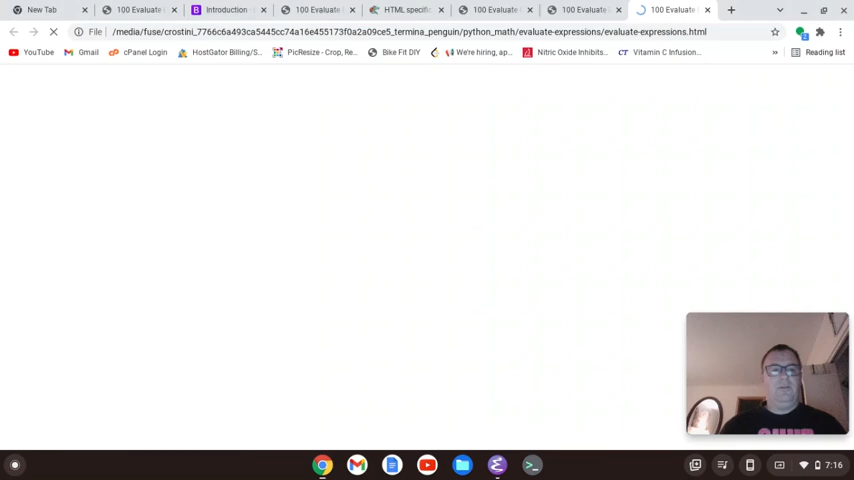 New Tab
100 Evaluate
Introduction
100 Evaluate
HTML specific
100 Evaluate
100 Evaluate
100 Evaluate
File /media/fuse/crostini_7766c6a493ca5445cc74a16e455173f0a2a09ce5_termina_penguin/python_math/evaluate-expressions/evaluate-expressions.html
YouTube
Gmail
cPanel Login
HostGator Billing/S...
PicResize - Crop, Re...
Bike Fit DIY
We're hiring, ap...
Nitric Oxide Inhibits...
CT Vitamin C Infusion...
» Reading list
7:16